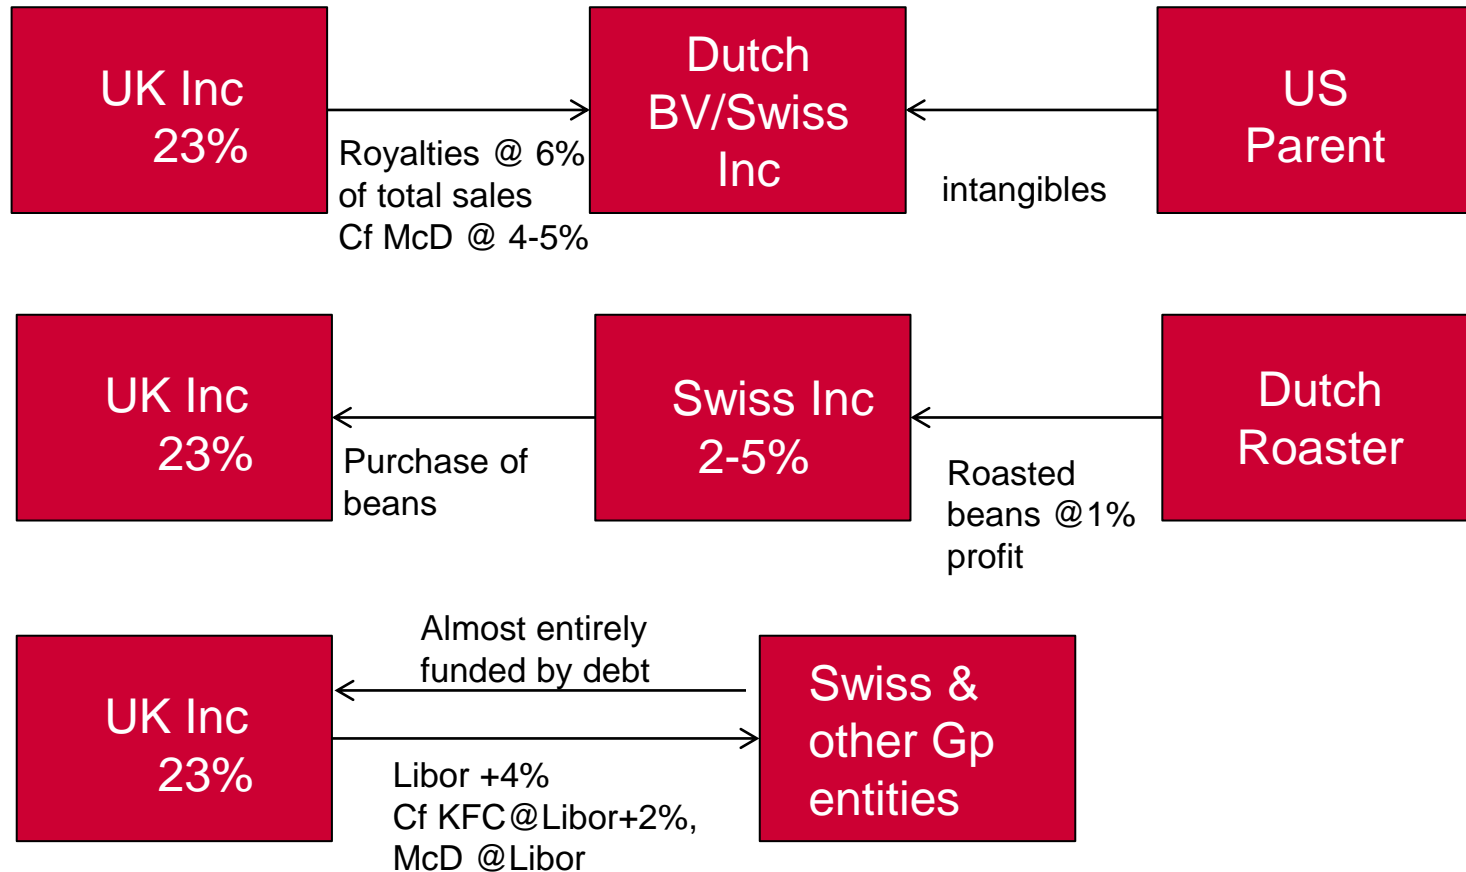 UK Inc
23%
Royalties @ 6%
of total sales
Cf McD @ 4-5%
Dutch
BV/Swiss
Inc
intangibles
US
Parent
UK Inc
23%
Purchase of
beans
Swiss Inc
2-5%
Roasted
beans @1%
profit
Dutch
Roaster
UK Inc
23%
Almost entirely
funded by debt
Libor +4%
Cf KFC@Libor+2%,
McD @Libor
Swiss &
other Gp
entities